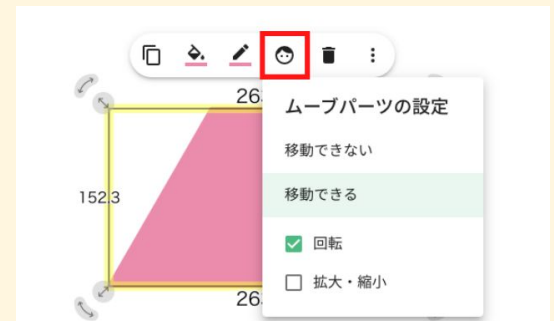 26
ムーブパーツの設定
移動できない
152.3
移動できる
回転
拡大・縮小
26